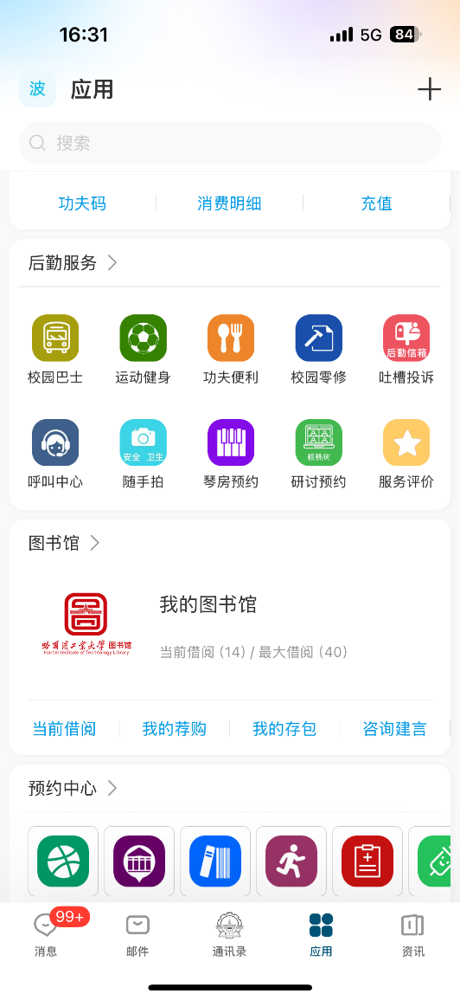 16:31
5G 84
波 应用
搜索
功夫码 消费明细 充值
后勤服务
后勤信箱
校园巴士 运动健身 功夫便利 校园零修 吐槽投诉
安全 卫生 核桃树
呼叫中心 随手拍 琴房预约 研讨预约 服务评价
图书馆
我的图书馆
哈尔滨工业大学 图书馆
Harbin Institute of Technology Library
当前借阅 (14) / 最大借阅 (40)
当前借阅 我的荐购 我的存包 咨询建言
预约中心
99+
消息 邮件 通讯录 应用 资讯